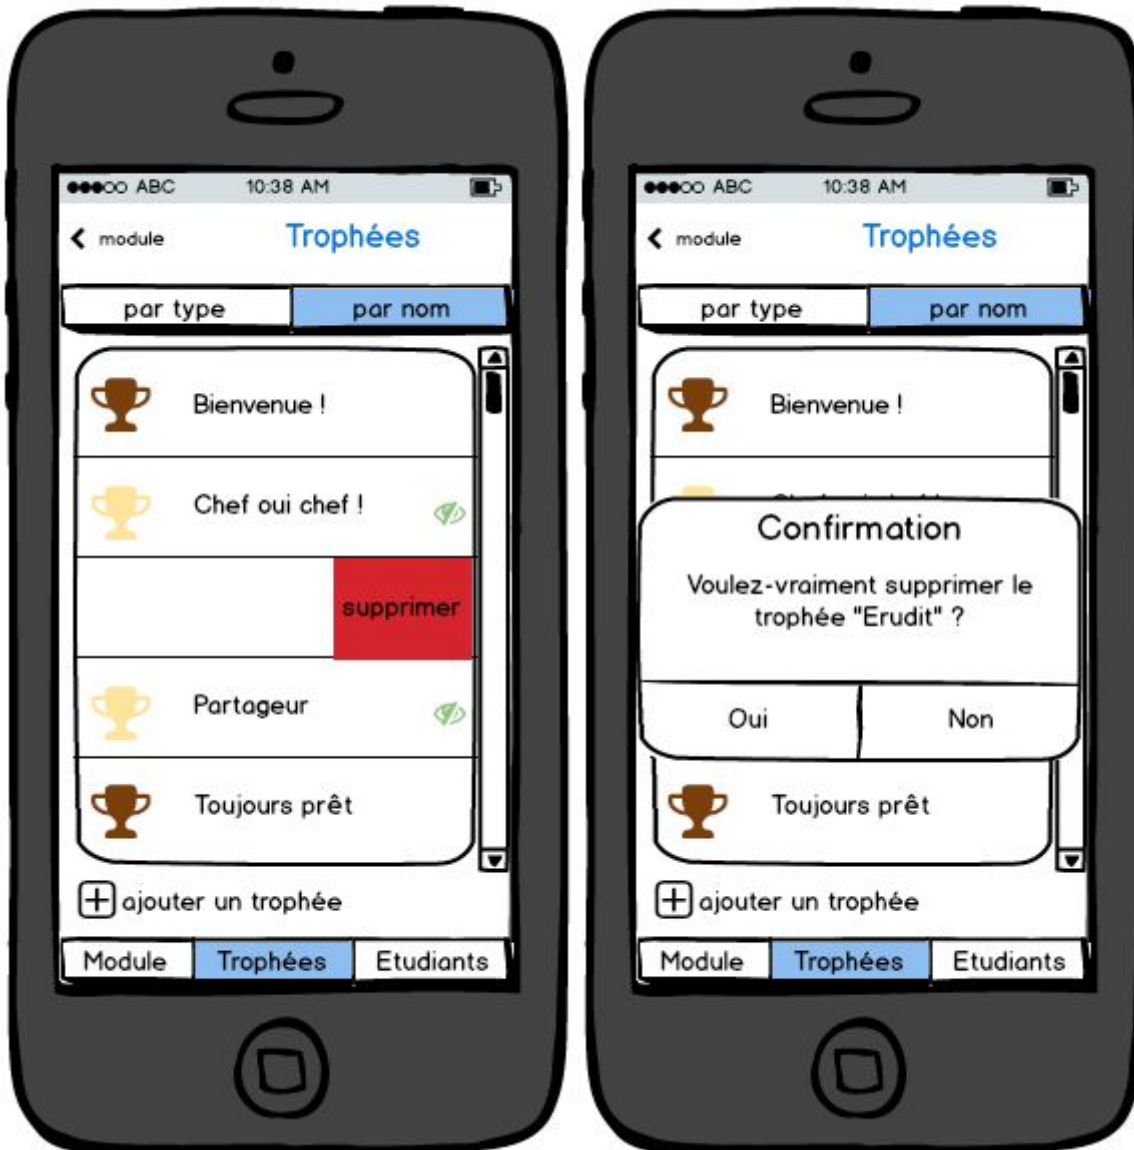 ABC 10:38 AM
module Trophées
par type par nom
Bienvenue !
Chef oui chef !
supprimer
Partageur
Toujours prêt
ajouter un trophée
Module Trophées Etudiants
ABC 10:38 AM
module Trophées
par type par nom
Bienvenue !
Confirmation
Voulez-vraiment supprimer le
trophée "Erudit" ?
Oui Non
Toujours prêt
ajouter un trophée
Module Trophées Etudiants